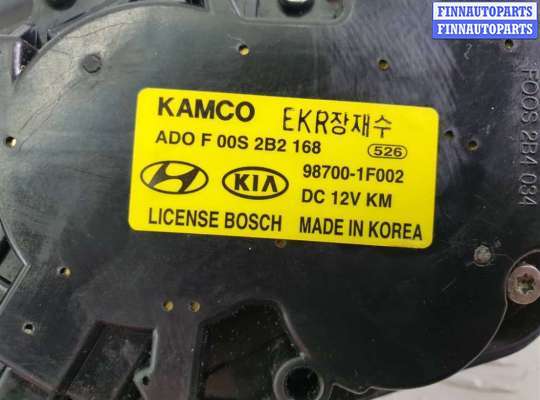 FINNAUTOPARTS
FINNAUTOPARTS
KAMCO EKR장재수
ADO F 00S 2B2 168 526
98700-1F002
KIA
DC 12V KM
LICENSE BOSCH MADE IN KOREA
F00S 2B4 034